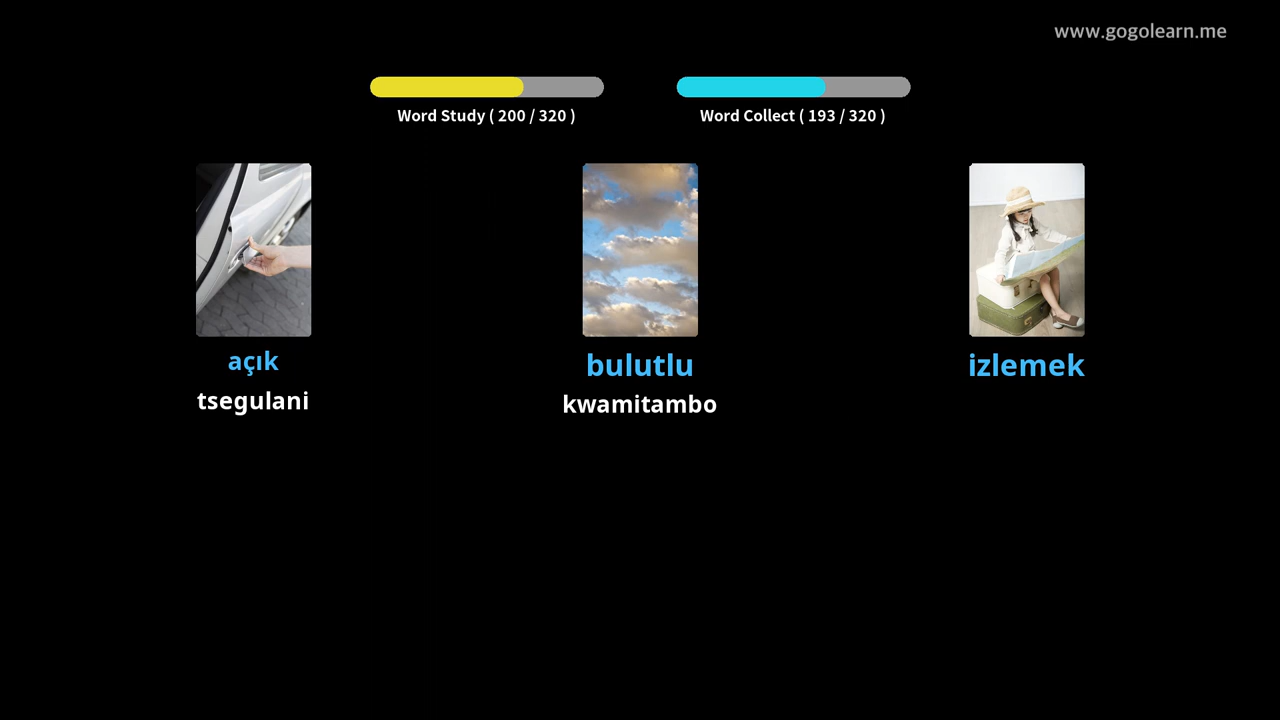 www.gogolearn.me
Word Study ( 200 / 320 )
Word Collect ( 193 / 320 )
açık
bulutlu
izlemek
tsegulani
kwamitambo